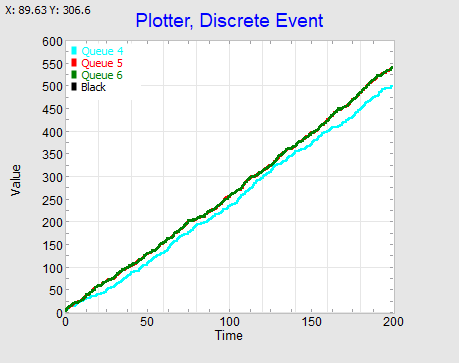 X: 89.63 Y: 306.6
Plotter, Discrete Event
Queue 4
Queue 5
Queue 6
Black
Value
600
550
500
450
400
350
300
250
200
150
100
50
0
0 50 100 150 200
Time